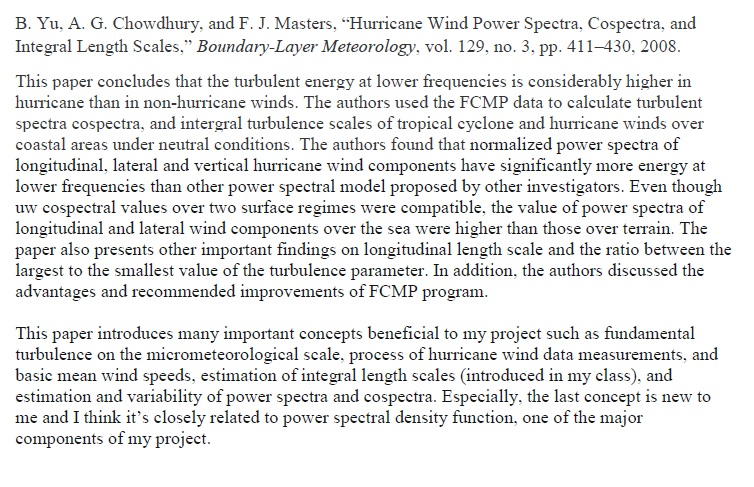 B. Yu, A. G. Chowdhury, and F. J. Masters, “Hurricane Wind Power Spectra, Cospectra, and
Integral Length Scales,” Boundary-Layer Meteorology, vol. 129, no. 3, pp. 411–430, 2008.
This paper concludes that the turbulent energy at lower frequencies is considerably higher in
hurricane than in non-hurricane winds. The authors used the FCMP data to calculate turbulent
spectra cospectra, and intergral turbulence scales of tropical cyclone and hurricane winds over
coastal areas under neutral conditions. The authors found that normalized power spectra of
longitudinal, lateral and vertical hurricane wind components have significantly more energy at
lower frequencies than other power spectral model proposed by other investigators. Even though
uw cospectral values over two surface regimes were compatible, the value of power spectra of
longitudinal and lateral wind components over the sea were higher than those over terrain. The
paper also presents other important findings on longitudinal length scale and the ratio between the
largest to the smallest value of the turbulence parameter. In addition, the authors discussed the
advantages and recommended improvements of FCMP program.
This paper introduces many important concepts beneficial to my project such as fundamental
turbulence on the micrometeorological scale, process of hurricane wind data measurements, and
basic mean wind speeds, estimation of integral length scales (introduced in my class), and
estimation and variability of power spectra and cospectra. Especially, the last concept is new to
me and I think it’s closely related to power spectral density function, one of the major
components of my project.